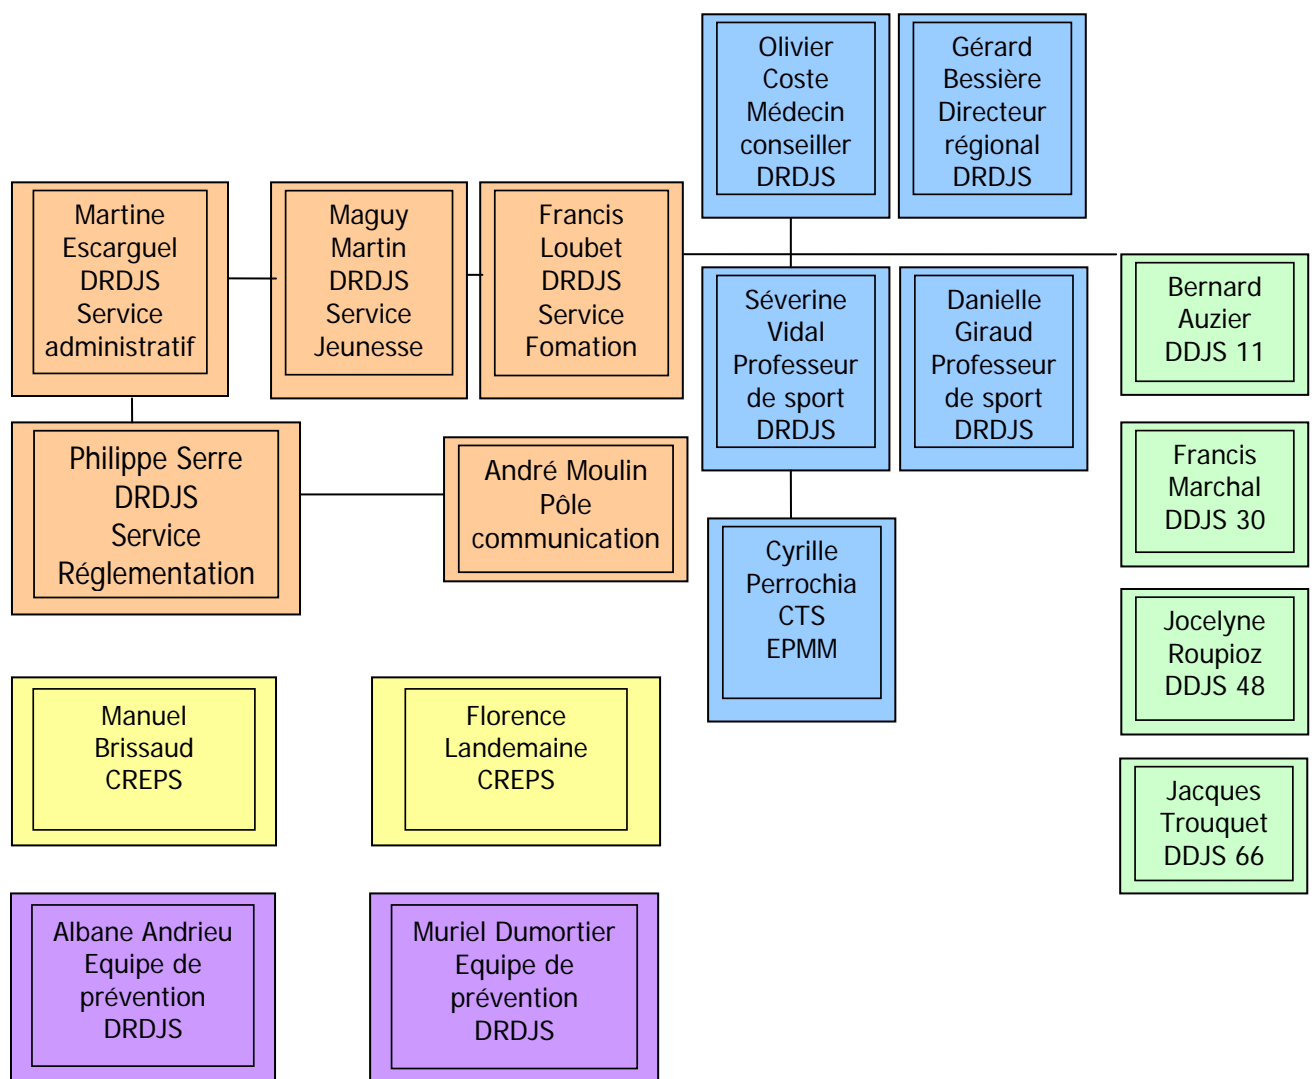 Olivier
Coste
Médecin
conseiller
DRDJS
Gérard
Bessière
Directeur
régional
DRDJS
Martine
Escarguel
DRDJS
Service
administratif
Maguy
Martin
DRDJS
Service
Jeunesse
Francis
Loubet
DRDJS
Service
Fomation
Séverine
Vidal
Professeur
de sport
DRDJS
Danielle
Giraud
Professeur
de sport
DRDJS
Bernard
Auzier
DDJS 11
Philippe Serre
DRDJS
Service
Réglementation
André Moulin
Pôle
communication
Francis
Marchal
DDJS 30
Cyrille
Perrochia
CTS
EPMM
Jocelyne
Roupioz
DDJS 48
Manuel
Brissaud
CREPS
Florence
Landemaine
CREPS
Jacques
Trouquet
DDJS 66
Albane Andrieu
Equipe de
prévention
DRDJS
Muriel Dumortier
Equipe de
prévention
DRDJS